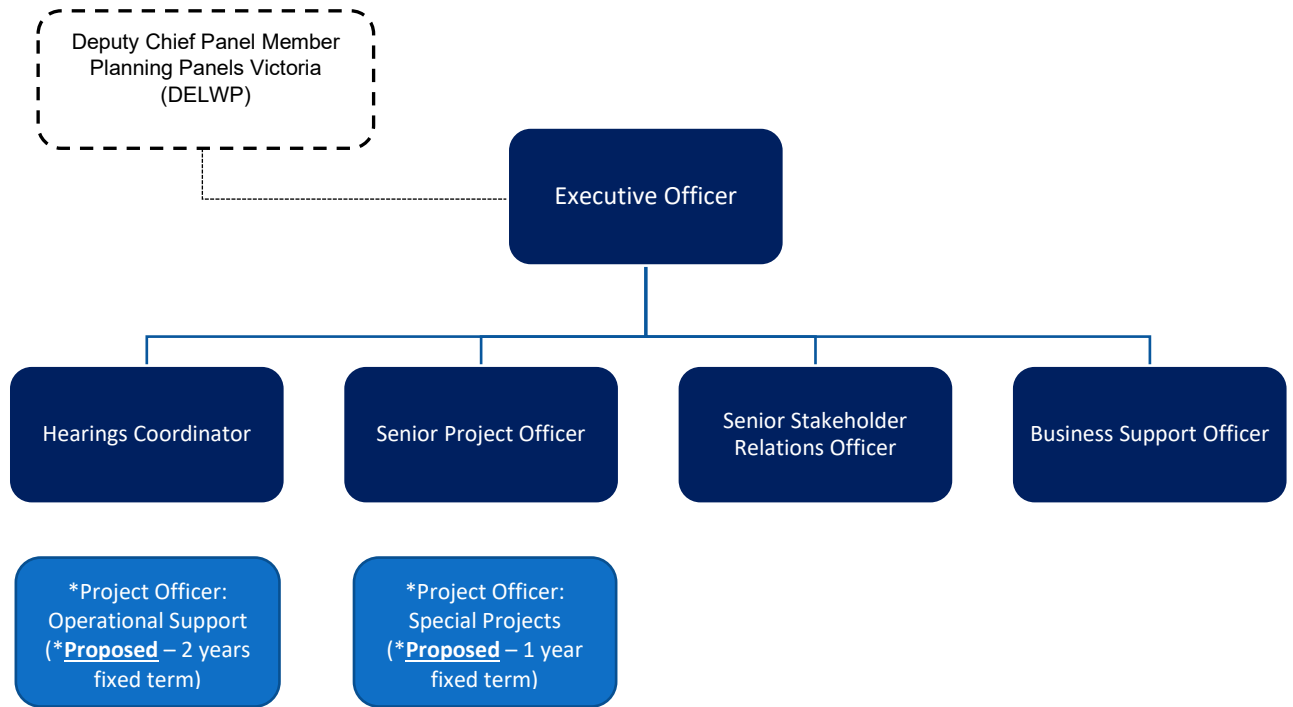 Deputy Chief Panel Member
Planning Panels Victoria
(DELWP)
Executive Officer
Hearings Coordinator
Senior Project Officer
Senior Stakeholder
Relations Officer
Business Support Officer
*Project Officer:
Operational Support
(*Proposed – 2 years
fixed term)
*Project Officer:
Special Projects
(*Proposed – 1 year
fixed term)